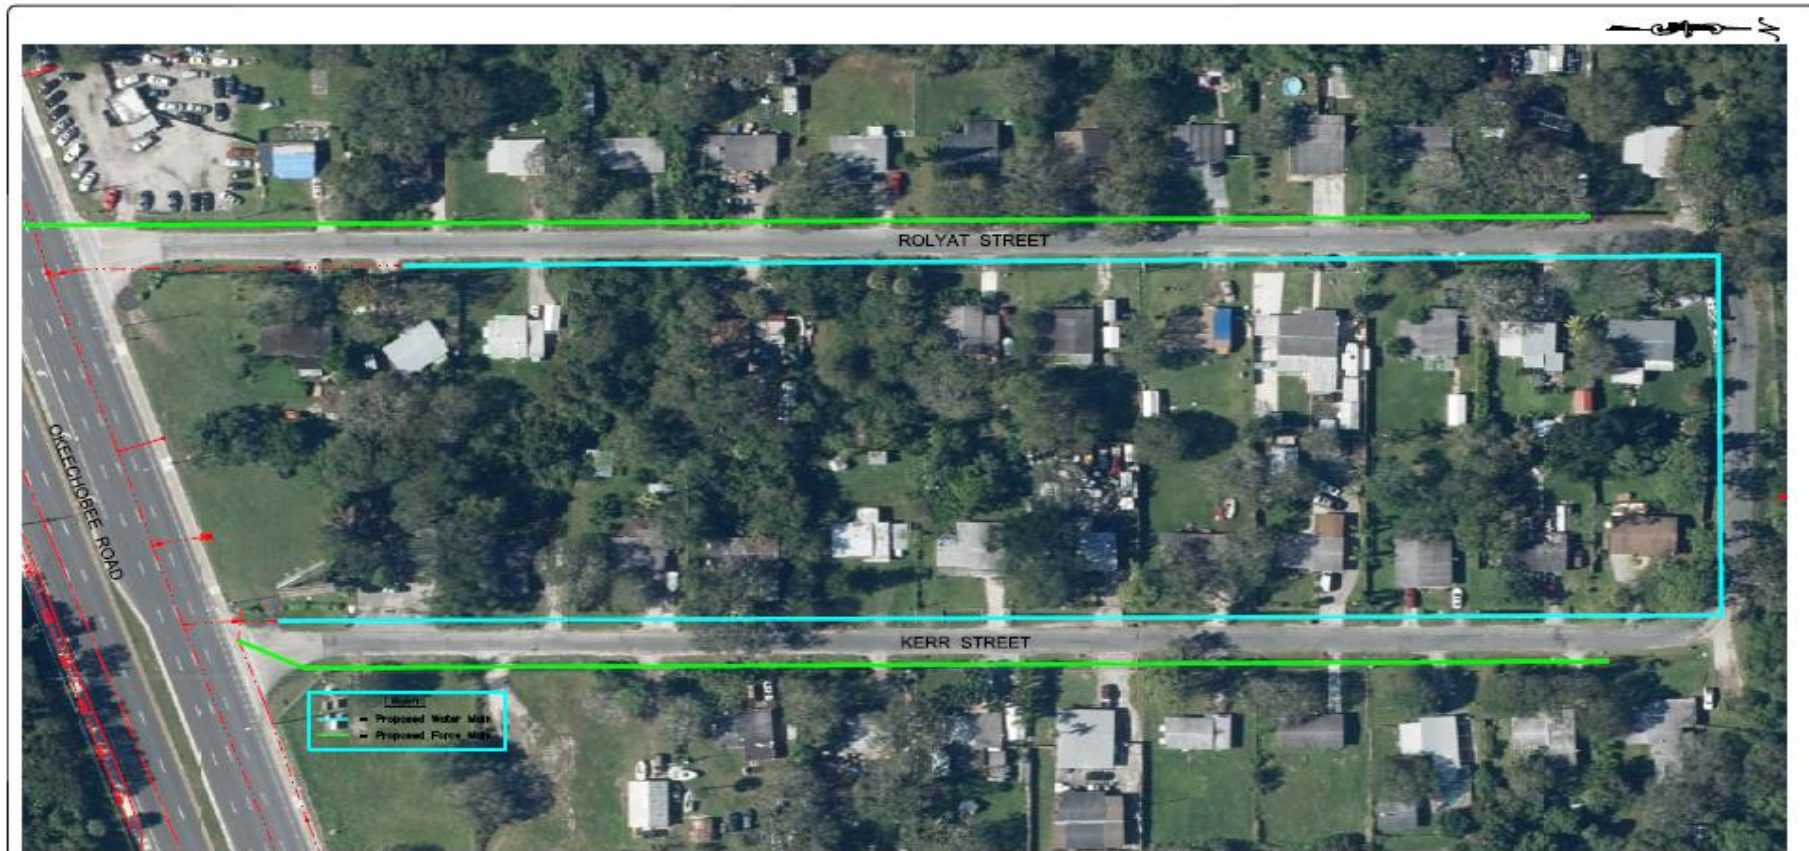 ROLYAT STREET
OKEECHOBEE ROAD
KERR STREET
= Proposed Water Main
= Proposed Force Main